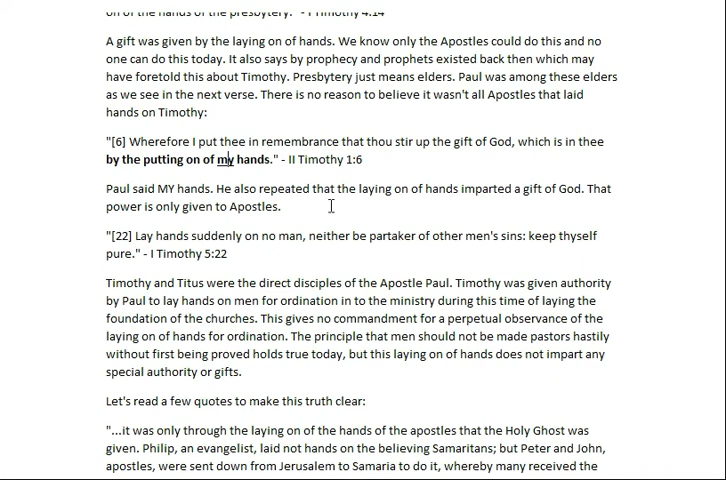 on of the hands of the presbytery." - I Timothy 4:14
A gift was given by the laying on of hands. We know only the Apostles could do this and no
one can do this today. It also says by prophecy and prophets existed back then which may
have foretold this about Timothy. Presbytery just means elders. Paul was among these elders
as we see in the next verse. There is no reason to believe it wasn't all Apostles that laid
hands on Timothy:
"[6] Wherefore I put thee in remembrance that thou stir up the gift of God, which is in thee
by the putting on of my hands." - II Timothy 1:6
Paul said MY hands. He also repeated that the laying on of hands imparted a gift of God. That
power is only given to Apostles.
"[22] Lay hands suddenly on no man, neither be partaker of other men's sins: keep thyself
pure." - I Timothy 5:22
Timothy and Titus were the direct disciples of the Apostle Paul. Timothy was given authority
by Paul to lay hands on men for ordination in to the ministry during this time of laying the
foundation of the churches. This gives no commandment for a perpetual observance of the
laying on of hands for ordination. The principle that men should not be made pastors hastily
without first being proved holds true today, but this laying on of hands does not impart any
special authority or gifts.
Let's read a few quotes to make this truth clear:
"...it was only through the laying on of the hands of the apostles that the Holy Ghost was
given. Philip, an evangelist, laid not hands on the believing Samaritans; but Peter and John,
apostles, were sent down from Jerusalem to Samaria to do it, whereby many received the